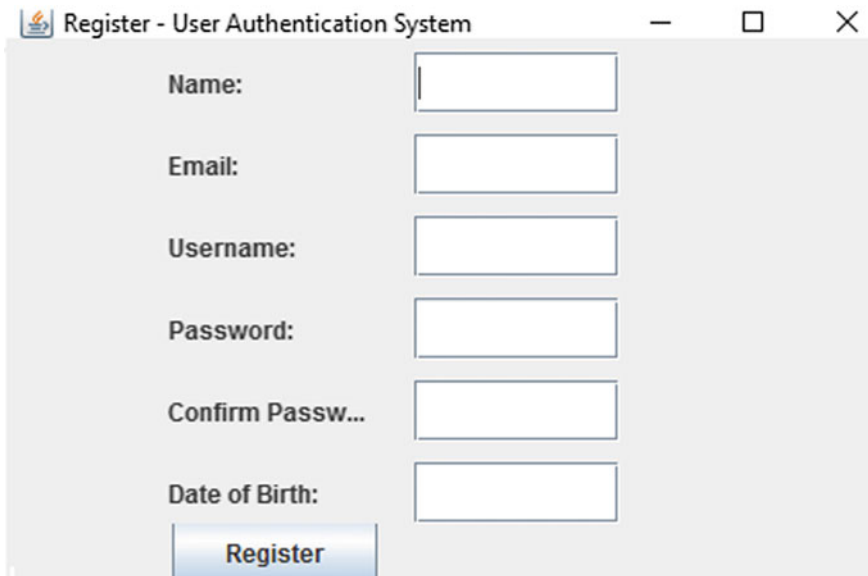 Register - User Authentication System
Name:
Email:
Username:
Password:
Confirm Passw...
Date of Birth:
Register